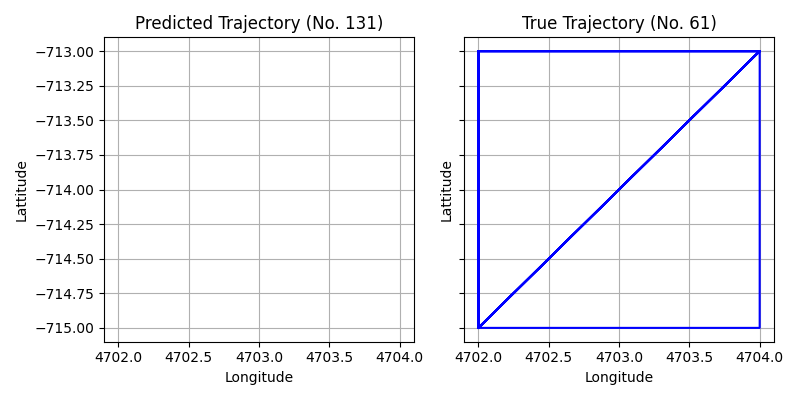 Predicted Trajectory (No. 131)
−713.00
−713.25
−713.50
−713.75
−714.00
−714.25
−714.50
−714.75
−715.00
Lattitude
4702.0 4702.5 4703.0 4703.5 4704.0
Longitude
True Trajectory (No. 61)
Lattitude
4702.0 4702.5 4703.0 4703.5 4704.0
Longitude